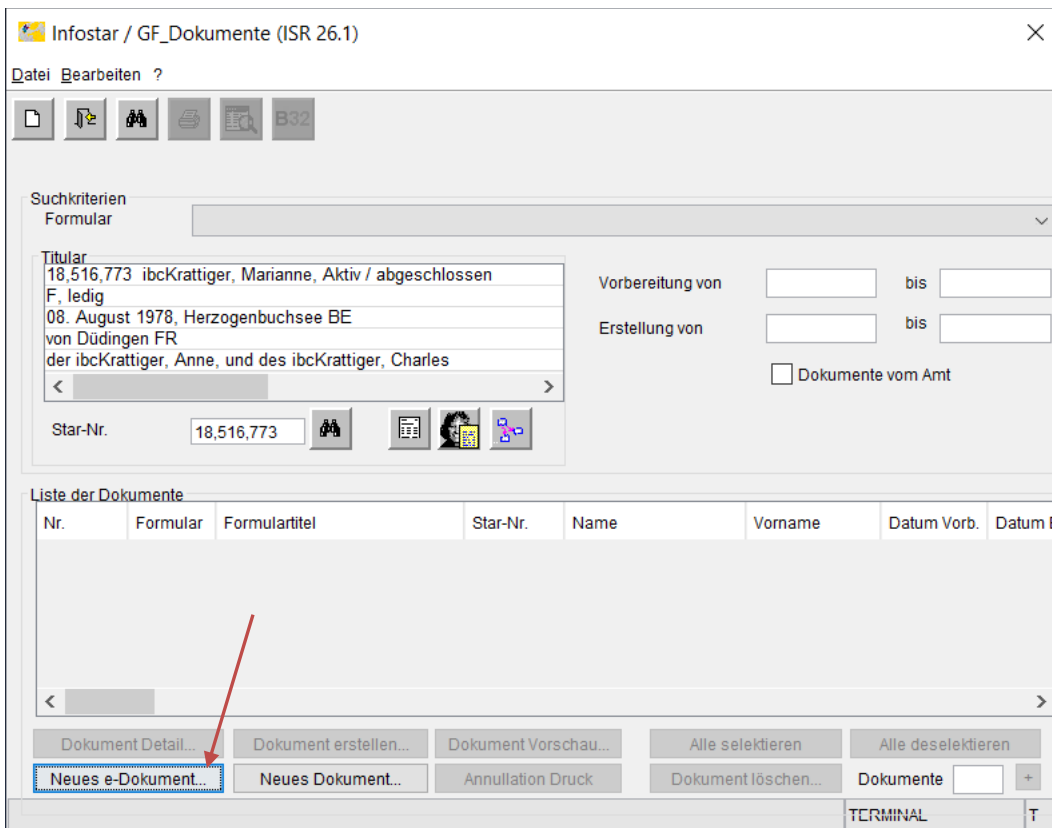 Infostar / GF_Dokumente (ISR 26.1)
Datei Bearbeiten ?
B32
Suchkriterien
Formular
Titular
18,516,773 ibcKrattiger, Marianne, Aktiv / abgeschlossen
F, ledig
08. August 1978, Herzogenbuchsee BE
von Düdingen FR
der ibcKrattiger, Anne, und des ibcKrattiger, Charles
Vorbereitung von bis
Erstellung von bis
Dokumente vom Amt
Star-Nr. 18,516,773
Liste der Dokumente
Nr. Formular Formulartitel Star-Nr. Name Vorname Datum Vorb. Datum E
Dokument Detail... Dokument erstellen... Dokument Vorschau... Alle selektieren Alle deselektieren
Neues e-Dokument... Neues Dokument... Annullation Druck Dokument löschen... Dokumente +
TERMINAL T